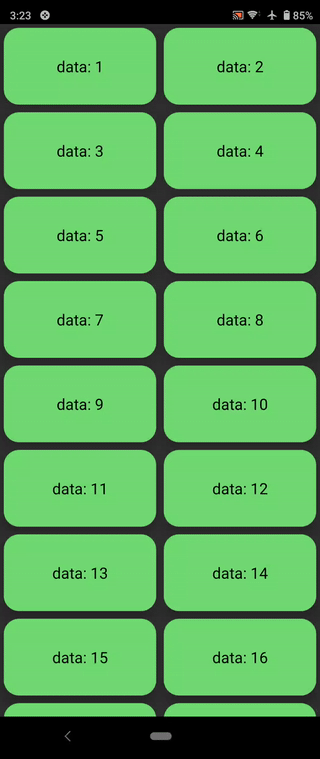 3:23 85%
data: 1 data: 2
data: 3 data: 4
data: 5 data: 6
data: 7 data: 8
data: 9 data: 10
data: 11 data: 12
data: 13 data: 14
data: 15 data: 16